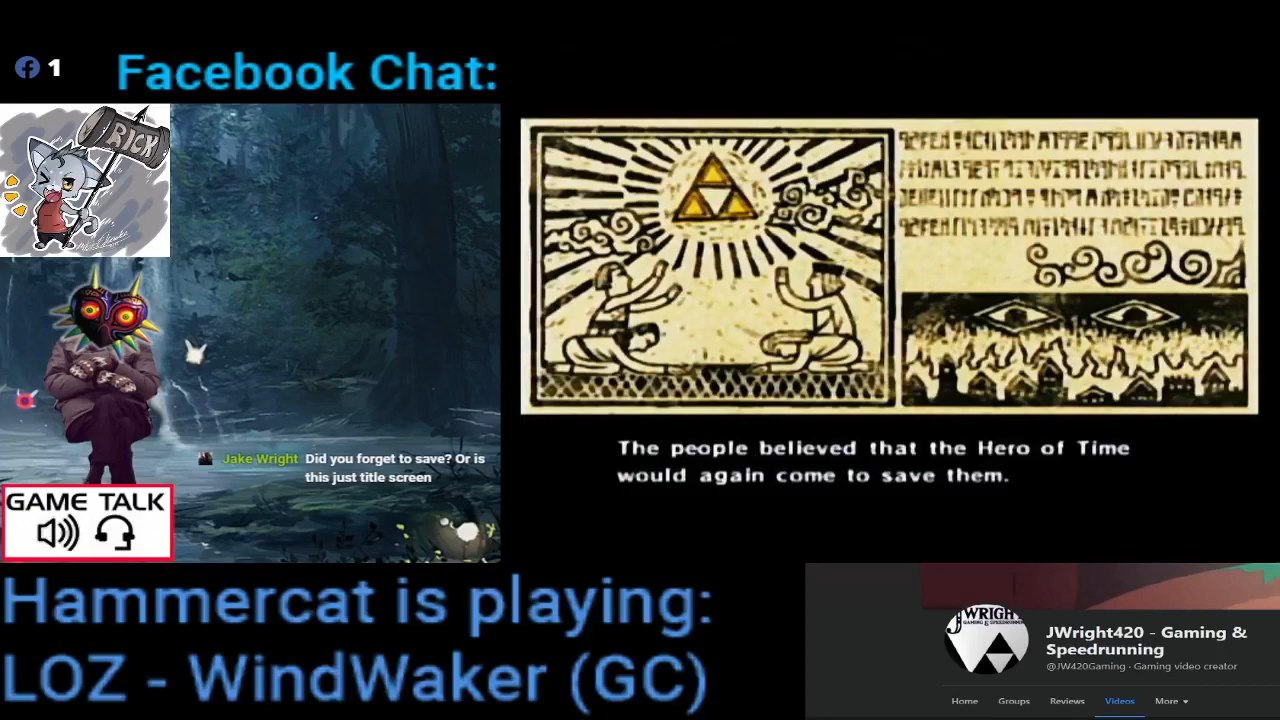 1
Facebook Chat:
RICK
Jake Wright Did you forget to save? Or is
this just title screen
GAME TALK
The people believed that the Hero of Time
would again come to save them.
Hammercat is playing:
LOZ - WindWaker (GC)
JWRIGHT
GAMING & SPEEDRUNNING
JWright420 - Gaming &
Speedrunning
@JW420Gaming · Gaming video creator
Home Groups Reviews Videos More